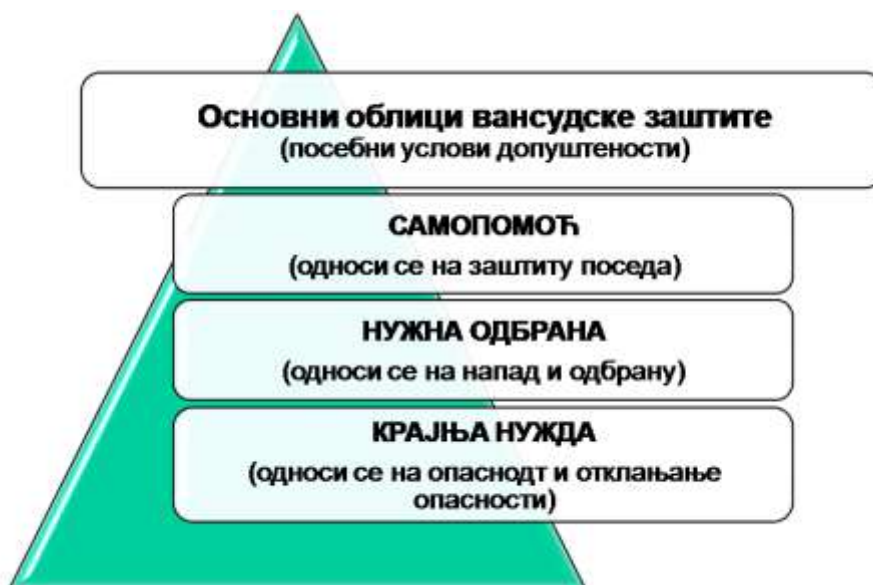 Основни облици вансудске заштите
(посебни услови допуштености)
САМОПОМОЋ
(односи се на заштиту поседа)
НУЖНА ОДБРАНА
(односи се на напад и одбрану)
КРАЈЊА НУЖДА
(односи се на опаснодт и отклањање
опасности)